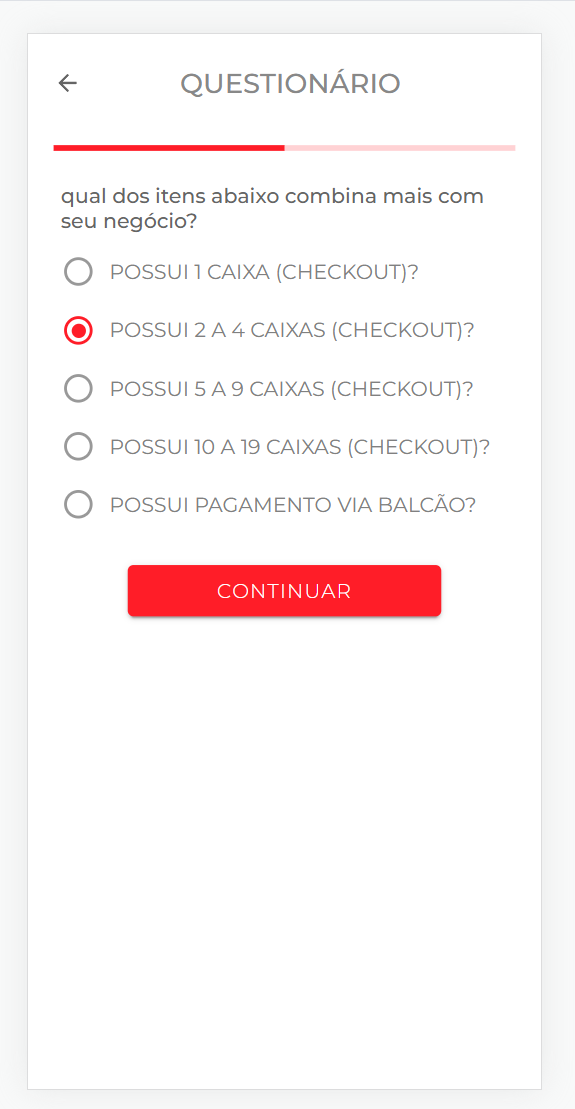 QUESTIONÁRIO
qual dos itens abaixo combina mais com
seu negócio?
POSSUI 1 CAIXA (CHECKOUT)?
POSSUI 2 A 4 CAIXAS (CHECKOUT)?
POSSUI 5 A 9 CAIXAS (CHECKOUT)?
POSSUI 10 A 19 CAIXAS (CHECKOUT)?
POSSUI PAGAMENTO VIA BALCÃO?
CONTINUAR